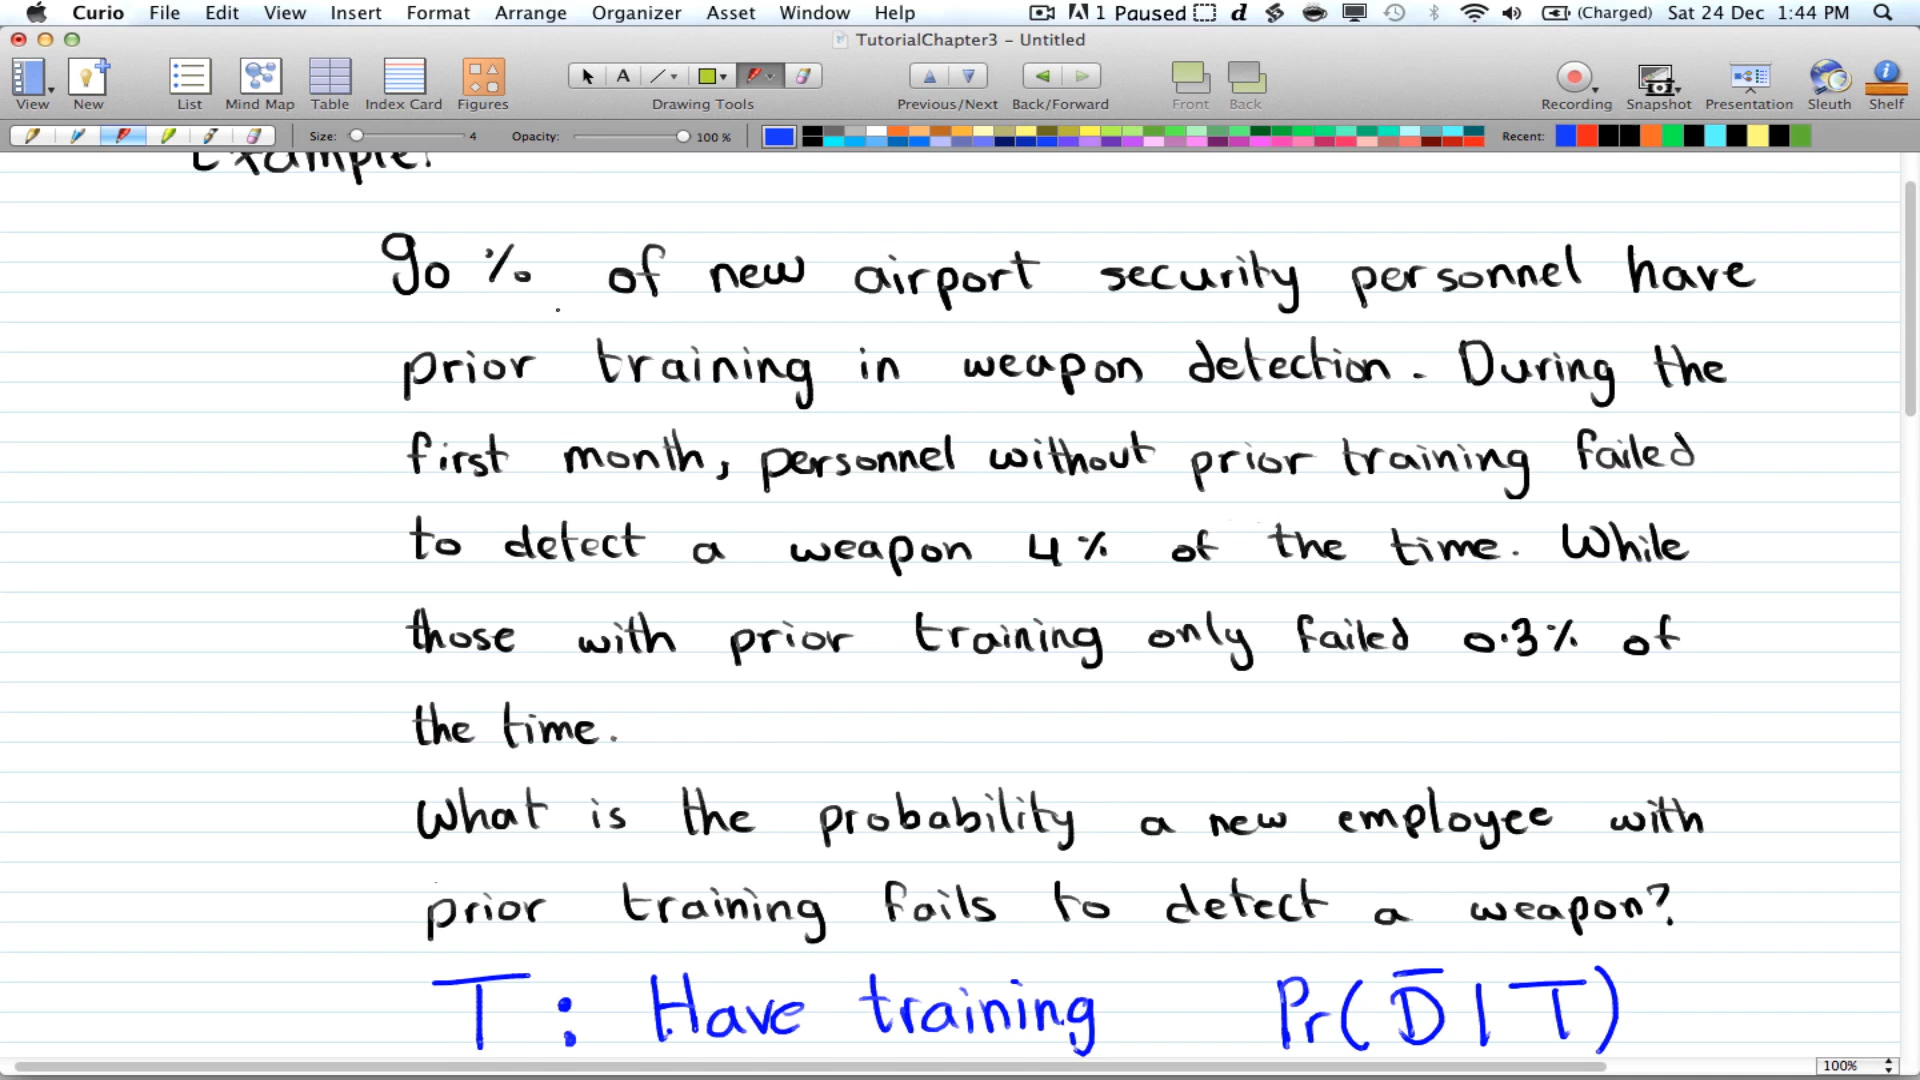 Curio File Edit View Insert Format Arrange Organizer Asset Window Help 1 Paused (Charged) Sat 24 Dec 1:44 PM
TutorialChapter3 – Untitled
View New List Mind Map Table Index Card Figures Drawing Tools Previous/Next Back/Forward Front Back Recording Snapshot Presentation Sleuth Shelf
Size: 4 Opacity: 100 % Recent:
Example:
90 % of new airport security personnel have
prior training in weapon detection. During the
first month, personnel without prior training failed
to detect a weapon 4% of the time. While
those with prior training only failed 0.3% of
the time.
What is the probability a new employee with
prior training fails to detect a weapon?
T : Have training Pr( D̅ | T )
100%